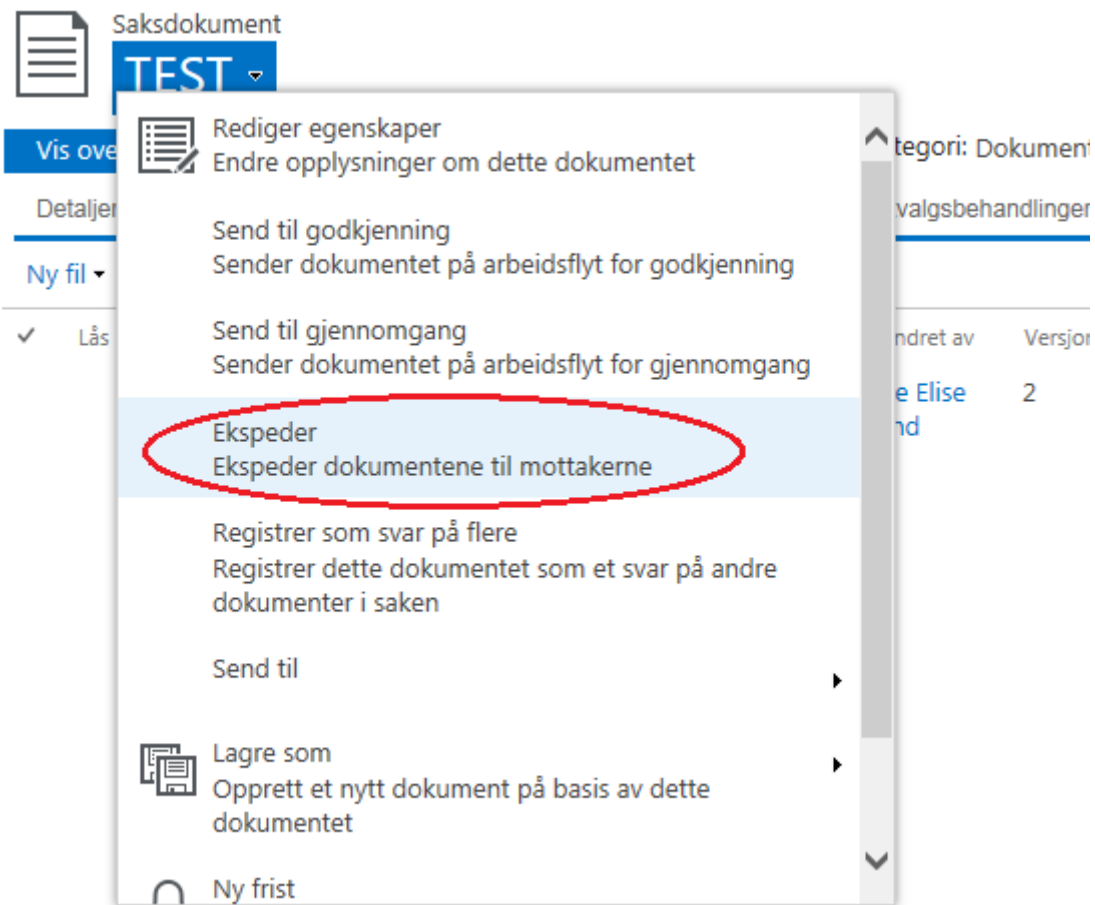 Saksdokument
TEST
Rediger egenskaper
Endre opplysninger om dette dokumentet
Vis ove
tegori: Dokument
Detaljer
valgsbehandlinger
Send til godkjenning
Sender dokumentet på arbeidsflyt for godkjenning
Ny fil
Send til gjennomgang
Sender dokumentet på arbeidsflyt for gjennomgang
Lås
ndret av
Versjon
e Elise
2
nd
Ekspeder
Ekspeder dokumentene til mottakerne
Registrer som svar på flere
Registrer dette dokumentet som et svar på andre
dokumenter i saken
Send til
Lagre som
Opprett et nytt dokument på basis av dette
dokumentet
Ny frist